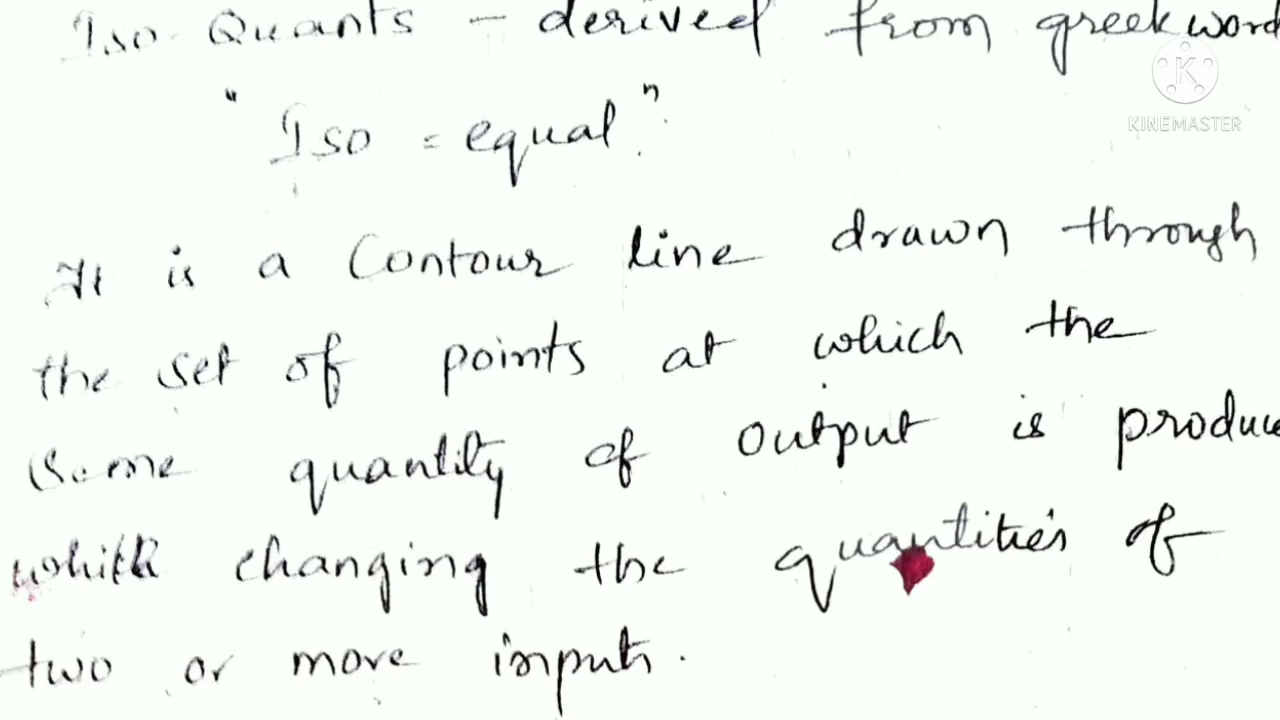 Iso-Quants - derived from greek word
" Iso = equal".
It is a Contour line drawn through
the set of points at which the
same quantity of output is produce
while changing the quantities of
two or more inputs.
K
KINEMASTER